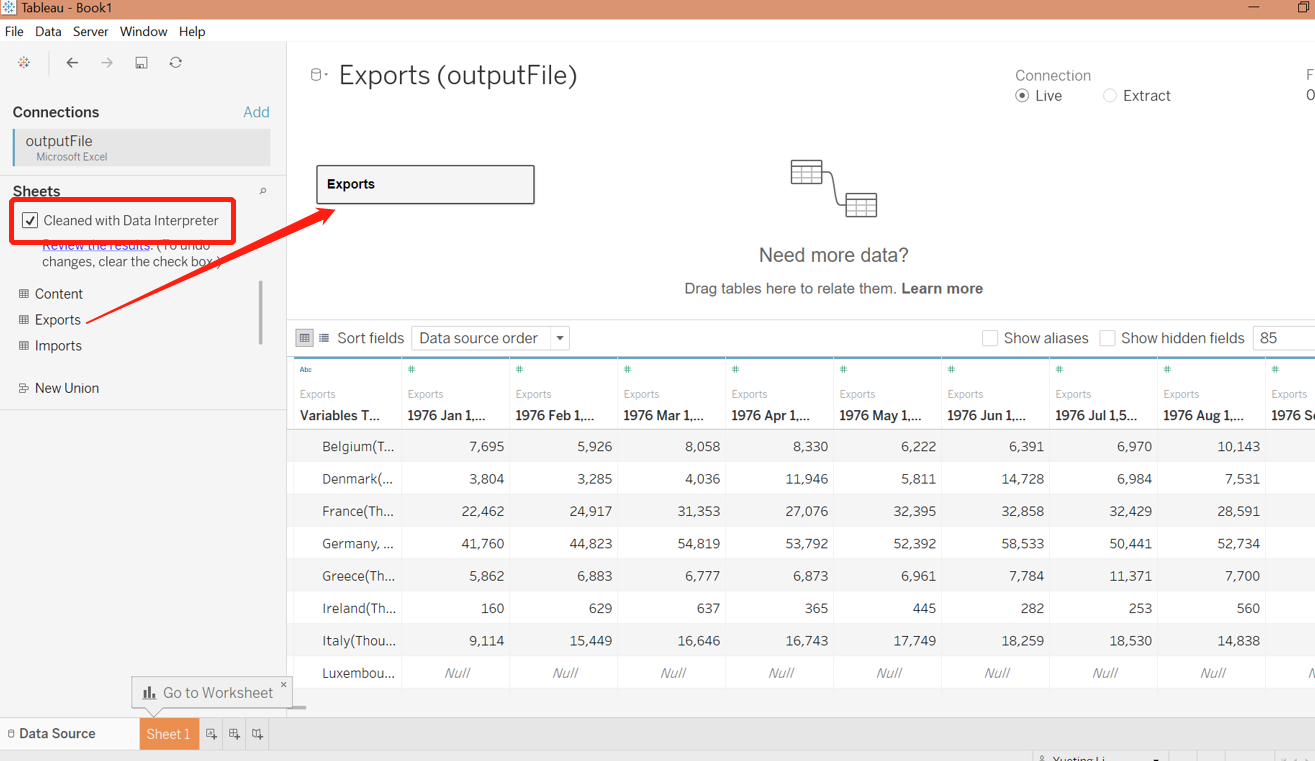 Tableau - Book1
File Data Server Window Help
Connections Add
outputFile
Microsoft Excel
Sheets
Cleaned with Data Interpreter
Review the results. (To undo
changes, clear the check box.)
Content
Exports
Imports
New Union
Exports (outputFile)
Connection
Live Extract
Exports
Need more data?
Drag tables here to relate them. Learn more
Sort fields Data source order Show aliases Show hidden fields 85
Abc # # # # # # # # #
Exports Exports Exports Exports Exports Exports Exports Exports Exports Exports
Variables T... 1976 Jan 1,... 1976 Feb 1,... 1976 Mar 1,... 1976 Apr 1,... 1976 May 1,... 1976 Jun 1,... 1976 Jul 1,5... 1976 Aug 1,... 1976
Belgium(T... 7,695 5,926 8,058 8,330 6,222 6,391 6,970 10,143
Denmark(... 3,804 3,285 4,036 11,946 5,811 14,728 6,984 7,531
France(Th... 22,462 24,917 31,353 27,076 32,395 32,858 32,429 28,591
Germany, ... 41,760 44,823 54,819 53,792 52,392 58,533 50,441 52,734
Greece(Th... 5,862 6,883 6,777 6,873 6,961 7,784 11,371 7,700
Ireland(Th... 160 629 637 365 445 282 253 560
Italy(Thou... 9,114 15,449 16,646 16,743 17,749 18,259 18,530 14,838
Luxembou... Null Null Null Null Null Null Null Null
Go to Worksheet
Data Source Sheet 1